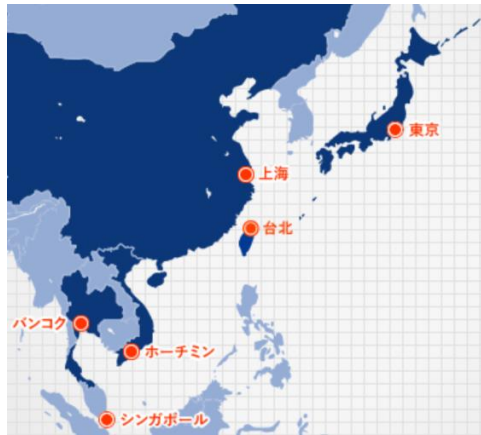 東京
上海
台北
バンコク
ホーチミン
シンガポール